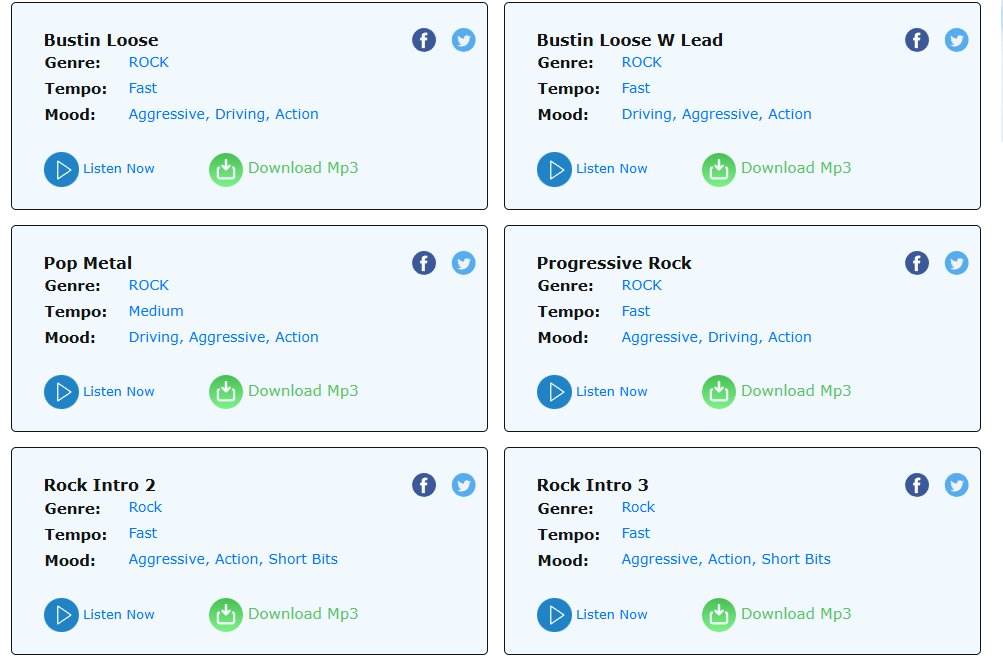 Bustin Loose
Genre: ROCK
Tempo: Fast
Mood: Aggressive, Driving, Action
Listen Now Download Mp3
Bustin Loose W Lead
Genre: ROCK
Tempo: Fast
Mood: Driving, Aggressive, Action
Listen Now Download Mp3
Pop Metal
Genre: ROCK
Tempo: Medium
Mood: Driving, Aggressive, Action
Listen Now Download Mp3
Progressive Rock
Genre: ROCK
Tempo: Fast
Mood: Aggressive, Driving, Action
Listen Now Download Mp3
Rock Intro 2
Genre: Rock
Tempo: Fast
Mood: Aggressive, Action, Short Bits
Listen Now Download Mp3
Rock Intro 3
Genre: Rock
Tempo: Fast
Mood: Aggressive, Action, Short Bits
Listen Now Download Mp3